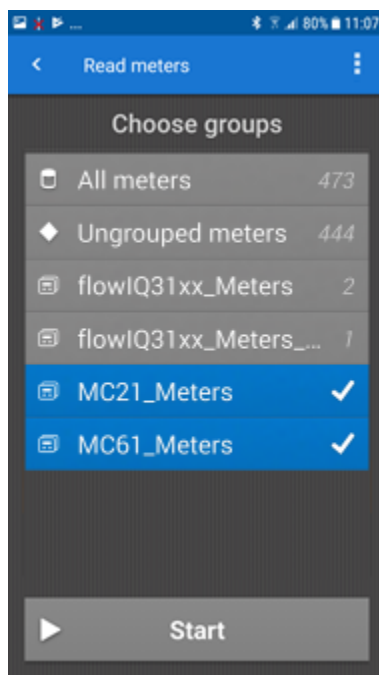 ... 80% 11:07
Read meters
Choose groups
All meters 473
Ungrouped meters 444
flowIQ31xx_Meters 2
flowIQ31xx_Meters_... 1
MC21_Meters
MC61_Meters
Start